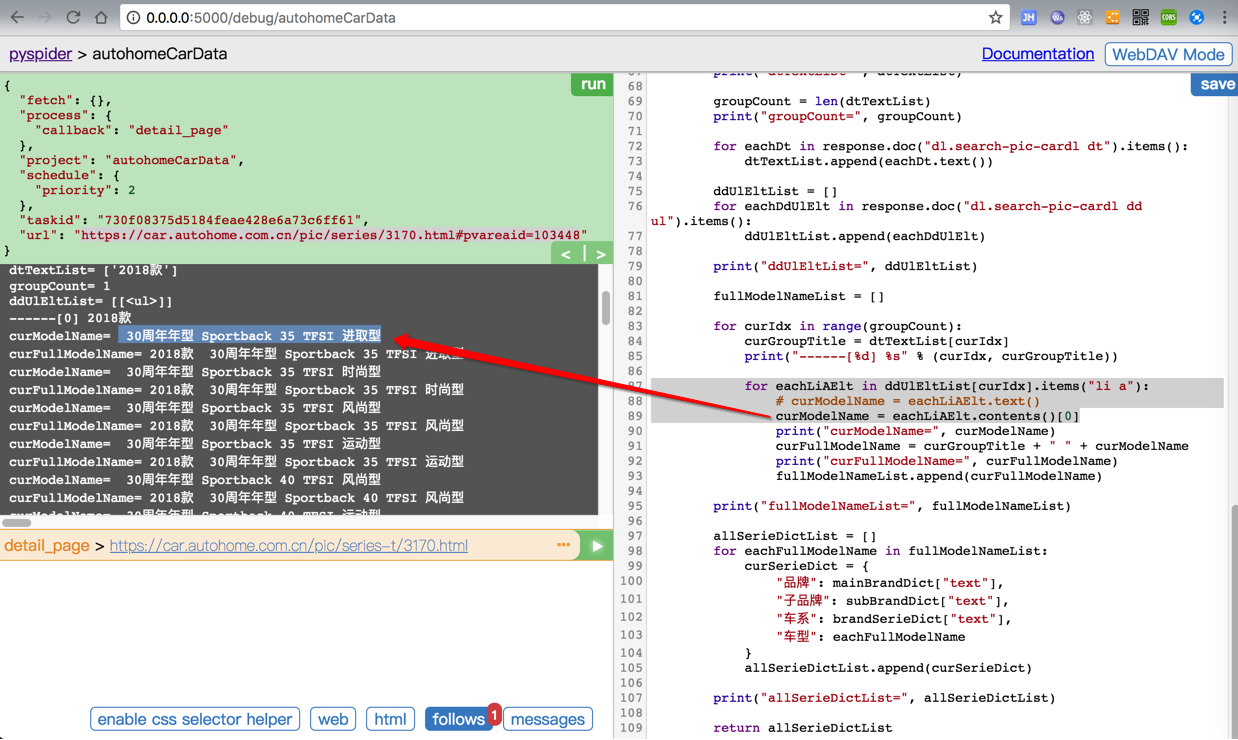 0.0.0.0:5000/debug/autohomeCarData
JH
CORS
pyspider > autohomeCarData
Documentation
WebDAV Mode
{
"fetch": {},
"process": {
"callback": "detail_page"
},
"project": "autohomeCarData",
"schedule": {
"priority": 2
},
"taskid": "730f08375d5184feae428e6a73c6ff61",
"url": "https://car.autohome.com.cn/pic/series/3170.html#pvareaid=103448"
}
run
< | >
dtTextList= ['2018款']
groupCount= 1
ddUlEltList= [[<ul>]]
------[0] 2018款
curModelName= 30周年年型 Sportback 35 TFSI 进取型
curFullModelName= 2018款 30周年年型 Sportback 35 TFSI 进取型
curModelName= 30周年年型 Sportback 35 TFSI 时尚型
curFullModelName= 2018款 30周年年型 Sportback 35 TFSI 时尚型
curModelName= 30周年年型 Sportback 35 TFSI 风尚型
curFullModelName= 2018款 30周年年型 Sportback 35 TFSI 风尚型
curModelName= 30周年年型 Sportback 35 TFSI 运动型
curFullModelName= 2018款 30周年年型 Sportback 35 TFSI 运动型
curModelName= 30周年年型 Sportback 40 TFSI 风尚型
curFullModelName= 2018款 30周年年型 Sportback 40 TFSI 风尚型
curModelName= 30周年年型 Sportback 40 TFSI 运动型
detail_page > https://car.autohome.com.cn/pic/series-t/3170.html
enable css selector helper
web
html
follows
1
messages
save
67 print("dtTextList=", dtTextList)
68
69 groupCount = len(dtTextList)
70 print("groupCount=", groupCount)
71
72 for eachDt in response.doc("dl.search-pic-cardl dt").items():
73 dtTextList.append(eachDt.text())
74
75 ddUlEltList = []
76 for eachDdUlElt in response.doc("dl.search-pic-cardl dd
ul").items():
77 ddUlEltList.append(eachDdUlElt)
78
79 print("ddUlEltList=", ddUlEltList)
80
81 fullModelNameList = []
82
83 for curIdx in range(groupCount):
84 curGroupTitle = dtTextList[curIdx]
85 print("------[%d] %s" % (curIdx, curGroupTitle))
86
87 for eachLiAElt in ddUlEltList[curIdx].items("li a"):
88 # curModelName = eachLiAElt.text()
89 curModelName = eachLiAElt.contents()[0]
90 print("curModelName=", curModelName)
91 curFullModelName = curGroupTitle + " " + curModelName
92 print("curFullModelName=", curFullModelName)
93 fullModelNameList.append(curFullModelName)
94
95 print("fullModelNameList=", fullModelNameList)
96
97 allSerieDictList = []
98 for eachFullModelName in fullModelNameList:
99 curSerieDict = {
100 "品牌": mainBrandDict["text"],
101 "子品牌": subBrandDict["text"],
102 "车系": brandSerieDict["text"],
103 "车型": eachFullModelName
104 }
105 allSerieDictList.append(curSerieDict)
106
107 print("allSerieDictList=", allSerieDictList)
108
109 return allSerieDictList